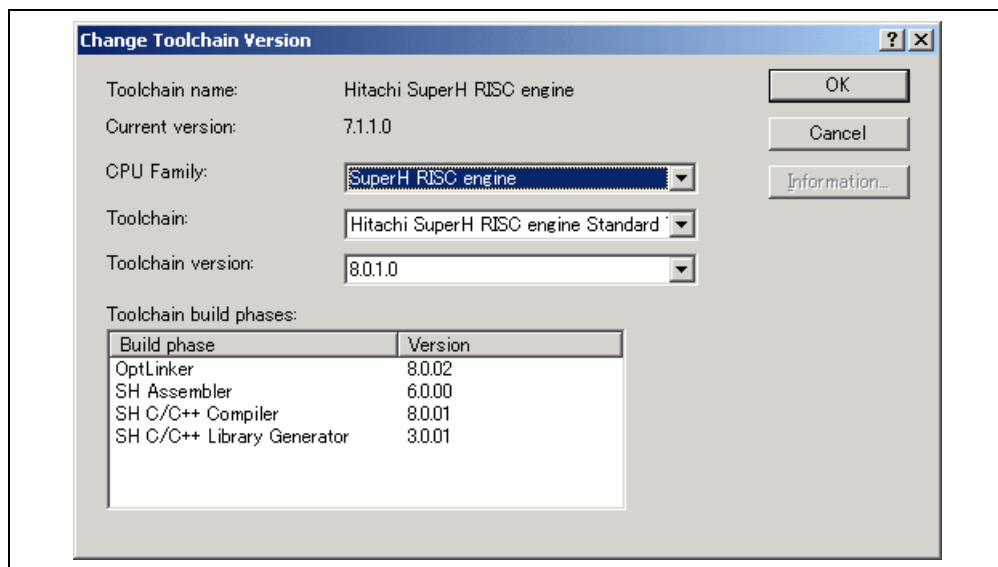 Change Toolchain Version
Toolchain name: Hitachi SuperH RISC engine
Current version: 7.1.1.0
CPU Family: SuperH RISC engine
Toolchain: Hitachi SuperH RISC engine Standard
Toolchain version: 8.0.1.0
OK
Cancel
Information...
Toolchain build phases:
Build phase Version
OptLinker 8.0.02
SH Assembler 6.0.00
SH C/C++ Compiler 8.0.01
SH C/C++ Library Generator 3.0.01